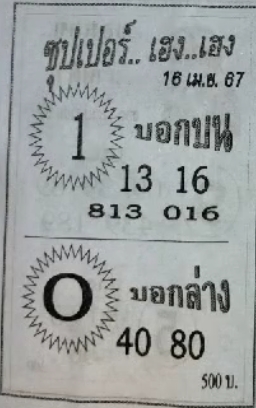 ซุปเปอร์.. เฮง..เฮง
16 เม.ย. 67
1 บอกบน
13 16
813 016
0 บอกล่าง
40 80
500 บ.